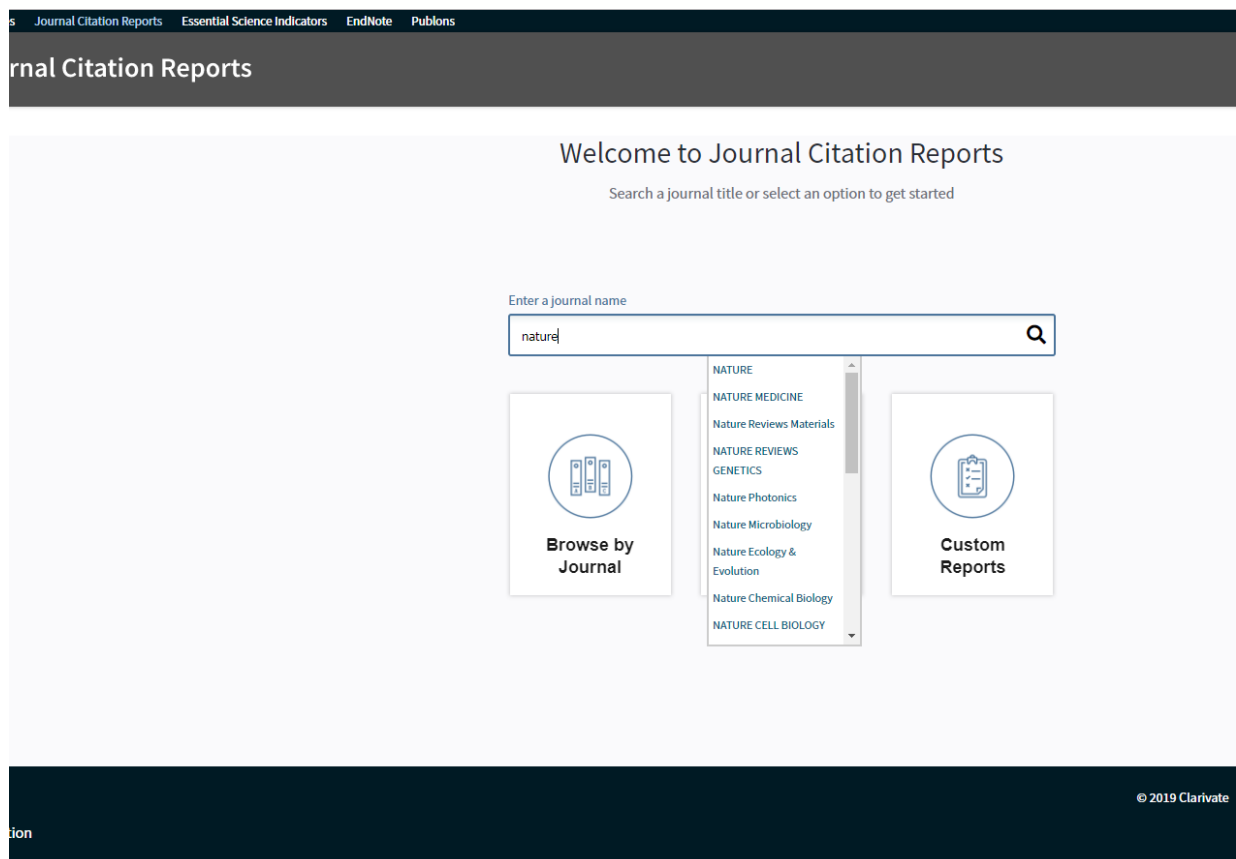 s Journal Citation Reports Essential Science Indicators EndNote Publons
rnal Citation Reports
Welcome to Journal Citation Reports
Search a journal title or select an option to get started
Enter a journal name
nature
NATURE
NATURE MEDICINE
Nature Reviews Materials
NATURE REVIEWS
GENETICS
Nature Photonics
Nature Microbiology
Nature Ecology &
Evolution
Nature Chemical Biology
NATURE CELL BIOLOGY
Browse by
Journal
Custom
Reports
© 2019 Clarivate
tion